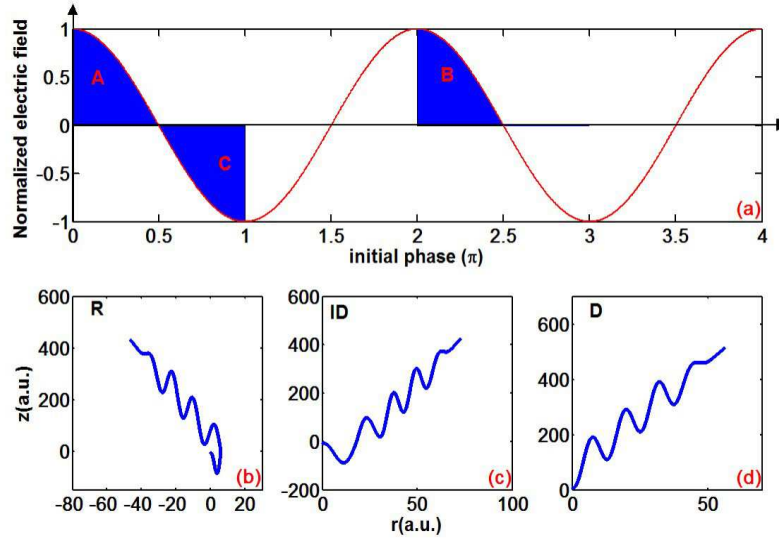 Normalized electric field
1
0.5
0
-0.5
-1
A
B
C
(a)
0 0.5 1 1.5 2 2.5 3 3.5 4
initial phase (π)
z(a.u.)
600
400
200
0
R
(b)
-80 -60 -40 -20 0 20
600
400
200
0
-200
ID
(c)
0 50 100
r(a.u.)
600
400
200
0
D
(d)
0 50